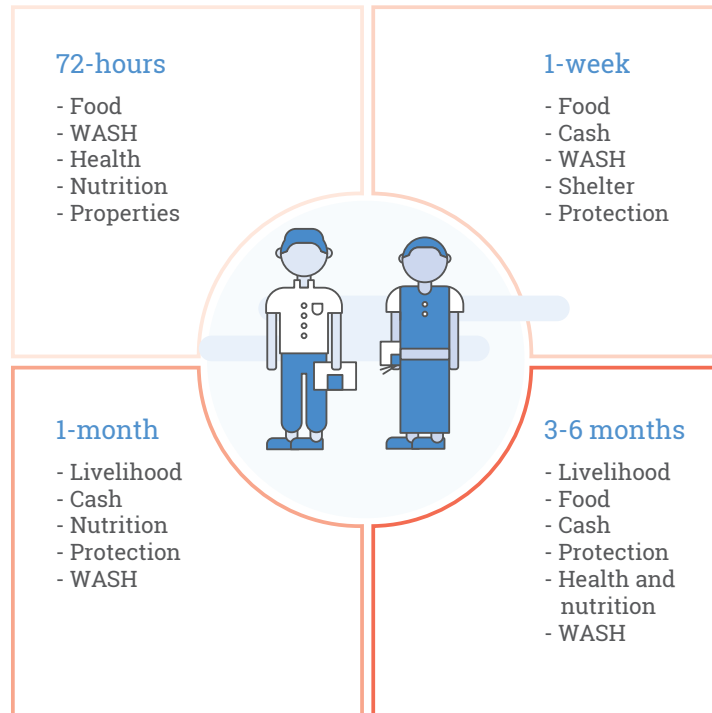 72-hours
- Food
- WASH
- Health
- Nutrition
- Properties
1-week
- Food
- Cash
- WASH
- Shelter
- Protection
1-month
- Livelihood
- Cash
- Nutrition
- Protection
- WASH
3-6 months
- Livelihood
- Food
- Cash
- Protection
- Health and
nutrition
- WASH